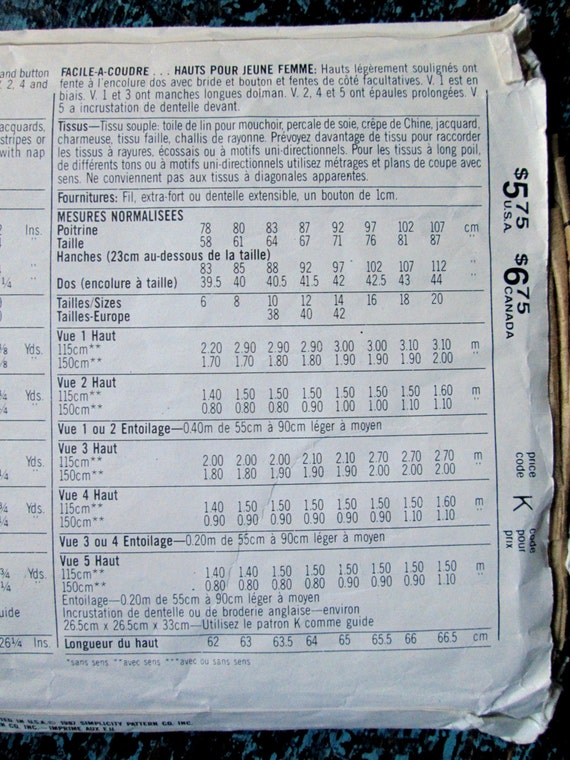 and button
2, 4 and
acquards,
stripes or
with nap
Ins.
Yds.
Yds.
Yds.
Yds.
Yds.
uide
26¼ Ins.
FACILE-A-COUDRE . . . HAUTS POUR JEUNE FEMME: Hauts légèrement soulignés ont
fente à l'encolure dos avec bride et bouton et fentes de côté facultatives. V. 1 est en
biais. V. 1 et 3 ont manches longues dolman. V. 2, 4 et 5 ont épaules prolongées. V.
5 a incrustation de dentelle devant.
Tissus—Tissu souple: toile de lin pour mouchoir, percale de soie, crêpe de Chine, jacquard,
charmeuse, tissu faille, challis de rayonne. Prévoyez davantage de tissu pour raccorder
les tissus à rayures, écossais ou à motifs uni-directionnels. Pour les tissus à long poil,
de différents tons ou à motifs uni-directionnels utilisez métrages et plans de coupe avec
sens. Ne conviennent pas aux tissus à diagonales apparentes.
Fournitures: Fil, extra-fort ou dentelle extensible, un bouton de 1cm.
MESURES NORMALISEES
Poitrine 78 80 83 87 92 97 102 107 cm
Taille 58 61 64 67 71 76 81 87 "
Hanches (23cm au-dessous de la taille)
83 85 88 92 97 102 107 112 "
Dos (encolure à taille) 39.5 40 40.5 41.5 42 42.5 43 44 "
Tailles/Sizes 6 8 10 12 14 16 18 20
Tailles-Europe 38 40 42
Vue 1 Haut
115cm** 2.20 2.90 2.90 2.90 3.00 3.00 3.10 3.10 m
150cm** 1.70 1.70 1.80 1.80 1.90 1.90 1.90 2.00 "
Vue 2 Haut
115cm** 1.40 1.50 1.50 1.50 1.50 1.50 1.50 1.60 m
150cm** 0.80 0.80 0.80 0.90 1.00 1.00 1.10 1.10 "
Vue 1 ou 2 Entoilage—0.40m de 55cm à 90cm léger à moyen
Vue 3 Haut
115cm** 2.00 2.00 2.00 2.10 2.10 2.70 2.70 2.70 m
150cm** 1.80 1.80 1.90 1.90 1.90 2.00 2.00 2.00 "
Vue 4 Haut
115cm** 1.40 1.50 1.50 1.50 1.50 1.50 1.50 1.60 m
150cm** 0.90 0.90 0.90 0.90 0.90 0.90 1.10 1.10 "
Vue 3 ou 4 Entoilage—0.20m de 55cm à 90cm léger à moyen
Vue 5 Haut
115cm** 1.40 1.40 1.50 1.50 1.50 1.50 1.50 1.50 m
150cm** 0.80 0.80 0.80 0.80 0.90 0.90 0.90 1.10 "
Entoilage—0.20m de 55cm à 90cm léger à moyen
Incrustation de dentelle ou de broderie anglaise—environ
26.5cm x 26.5cm x 33cm—Utilisez le patron K comme guide
Longueur du haut 62 63 63.5 64 65 65.5 66 66.5 cm
*sans sens **avec sens ***avec ou sans sens
IN U.S.A.© 1987 SIMPLICITY PATTERN CO. INC.
CO. INC.—IMPRIME AUX E.U.
$5.75 U.S.A.
$6.75 CANADA
price code
K
code pour prix